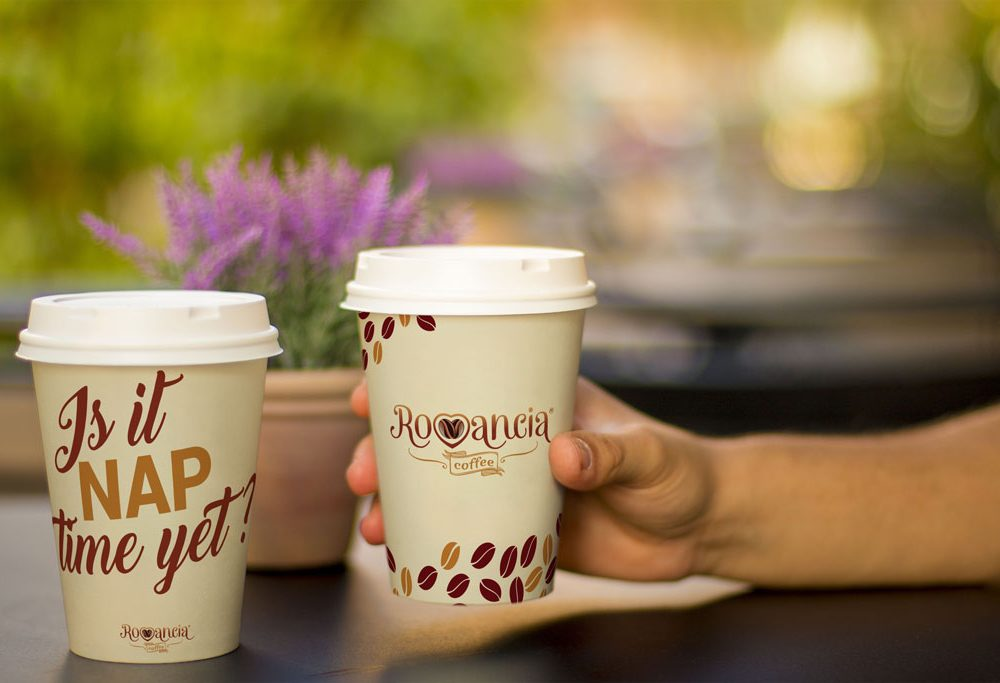 Is it
NAP
time yet?
Romancia
coffee
Romancia®
coffee